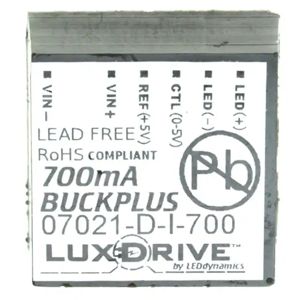 VIN-
VIN+
REF(+5V)
CTL (0-5V)
LED(-)
LED(+)
LEAD FREE
RoHS COMPLIANT
Pb
700mA
BUCKPLUS
07021-D-I-700
LUXDRIVE
by LEDdynamics